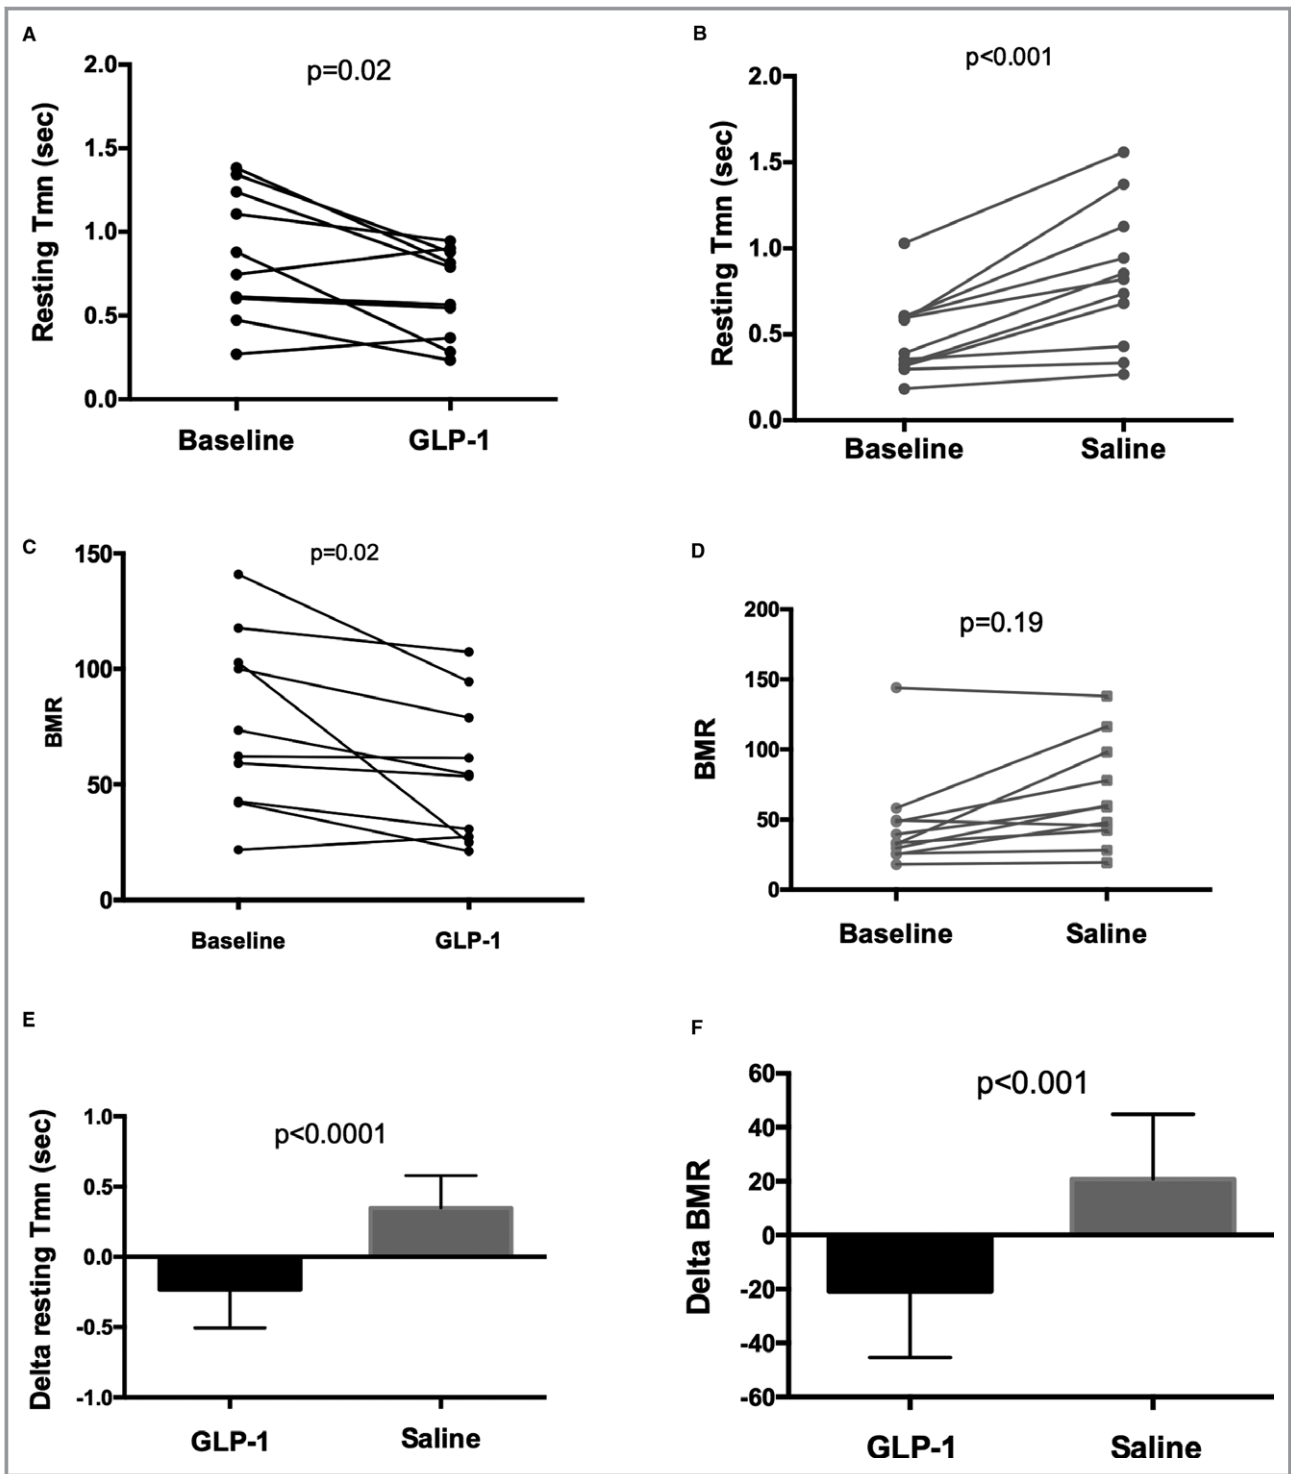 A
p=0.02
Resting Tmn (sec)
2.0
1.5
1.0
0.5
0.0
Baseline GLP-1
B
p<0.001
Resting Tmn (sec)
2.0
1.5
1.0
0.5
0.0
Baseline Saline
C
p=0.02
BMR
150
100
50
0
Baseline GLP-1
D
p=0.19
BMR
200
150
100
50
0
Baseline Saline
E
p<0.0001
Delta resting Tmn (sec)
1.0
0.5
0.0
-0.5
-1.0
GLP-1 Saline
F
p<0.001
Delta BMR
60
40
20
0
-20
-40
-60
GLP-1 Saline